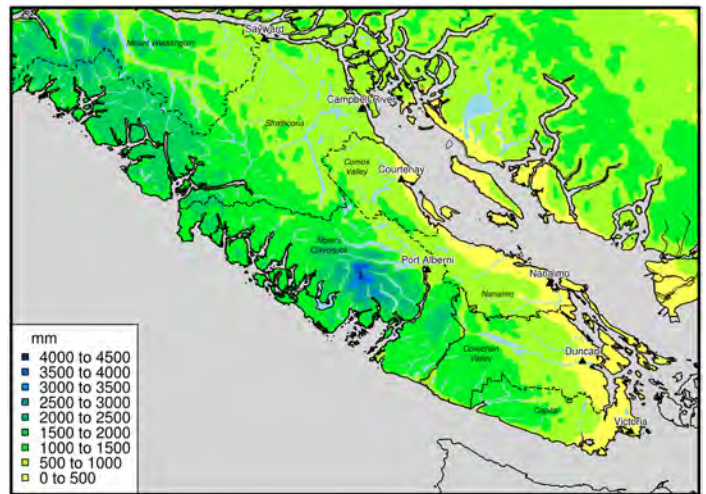 Sayward
Mount Waddington
Campbell River
Strathcona
Comox
Valley
Courtenay
Alberni
Clayoquot
Port Alberni
Nanaimo
Nanaimo
Cowichan
Valley
Duncan
Capital
Victoria
mm
4000 to 4500
3500 to 4000
3000 to 3500
2500 to 3000
2000 to 2500
1500 to 2000
1000 to 1500
500 to 1000
0 to 500